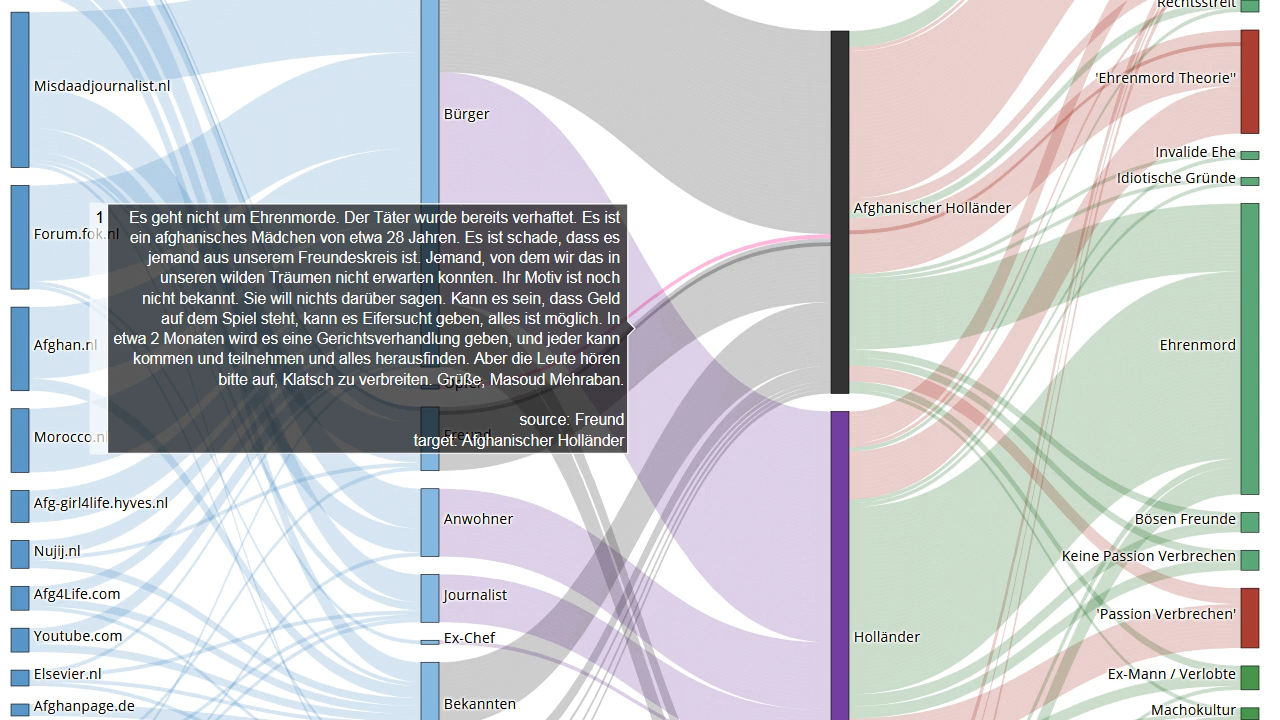 Misdaadjournalist.nl
Forum.fok.nl
Afghan.nl
Morocco.nl
Afg-girl4life.hyves.nl
Nujij.nl
Afg4Life.com
Youtube.com
Elsevier.nl
Afghanpage.de
Bürger
1
Es geht nicht um Ehrenmorde. Der Täter wurde bereits verhaftet. Es ist
ein afghanisches Mädchen von etwa 28 Jahren. Es ist schade, dass es
jemand aus unserem Freundeskreis ist. Jemand, von dem wir das in
unseren wilden Träumen nicht erwarten konnten. Ihr Motiv ist noch
nicht bekannt. Sie will nichts darüber sagen. Kann es sein, dass Geld
auf dem Spiel steht, kann es Eifersucht geben, alles ist möglich. In
etwa 2 Monaten wird es eine Gerichtsverhandlung geben, und jeder kann
kommen und teilnehmen und alles herausfinden. Aber die Leute hören
bitte auf, Klatsch zu verbreiten. Grüße, Masoud Mehraban.
source: Freund
target: Afghanischer Holländer
Opfer
Freund
Anwohner
Journalist
Ex-Chef
Bekannten
Afghanischer Holländer
Holländer
Rechtsstreit
'Ehrenmord Theorie''
Invalide Ehe
Idiotische Gründe
Ehrenmord
Bösen Freunde
Keine Passion Verbrechen
'Passion Verbrechen'
Ex-Mann / Verlobte
Machokultur